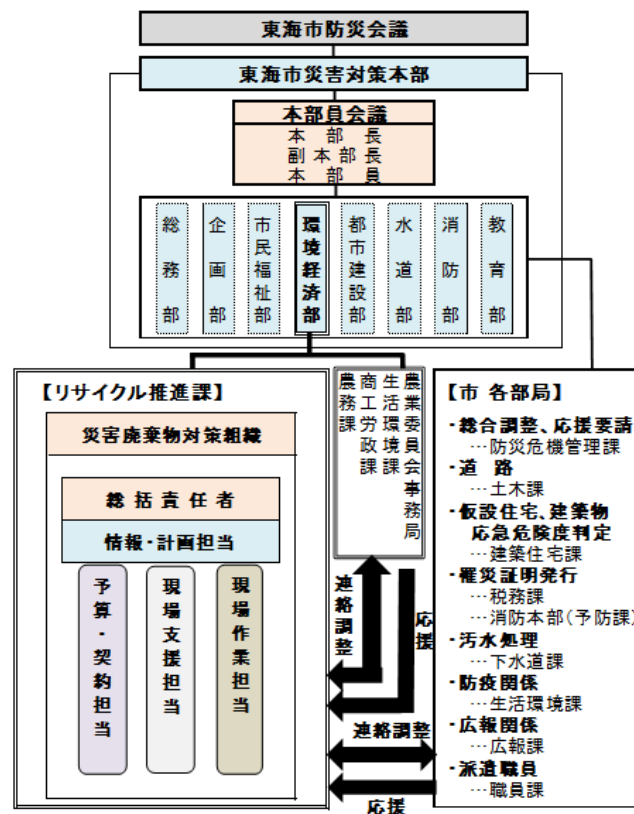 東海市防災会議
東海市災害対策本部
本部員会議
本部長
副本部長
本部員
総務部
企画部
市民福祉部
環境経済部
都市建設部
水道部
消防部
教育部
【リサイクル推進課】
災害廃棄物対策組織
総括責任者
情報・計画担当
予算・契約担当
現場支援担当
現場作業担当
農業委員会事務局
生活環境課
商工労政課
農務課
連絡調整
応援
連絡調整
応援
【市 各部局】
・総合調整、応援要請
…防災危機管理課
・道 路
…土木課
・仮設住宅、建築物
応急危険度判定
…建築住宅課
・罹災証明発行
…税務課
…消防本部(予防課)
・汚水処理
…下水道課
・防疫関係
…生活環境課
・広報関係
…広報課
・派遣職員
…職員課